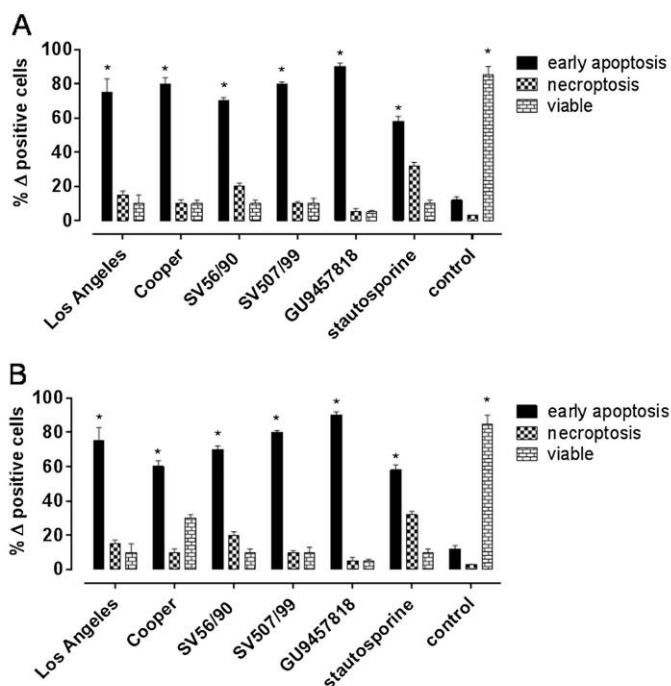 A
% Δ positive cells
100
80
60
40
20
0
* * * * * * *
early apoptosis
necroptosis
viable
Los Angeles
Cooper
SV56/90
SV507/99
GU9457818
stautosporine
control
B
% Δ positive cells
100
80
60
40
20
0
* * * * * * *
early apoptosis
necroptosis
viable
Los Angeles
Cooper
SV56/90
SV507/99
GU9457818
stautosporine
control